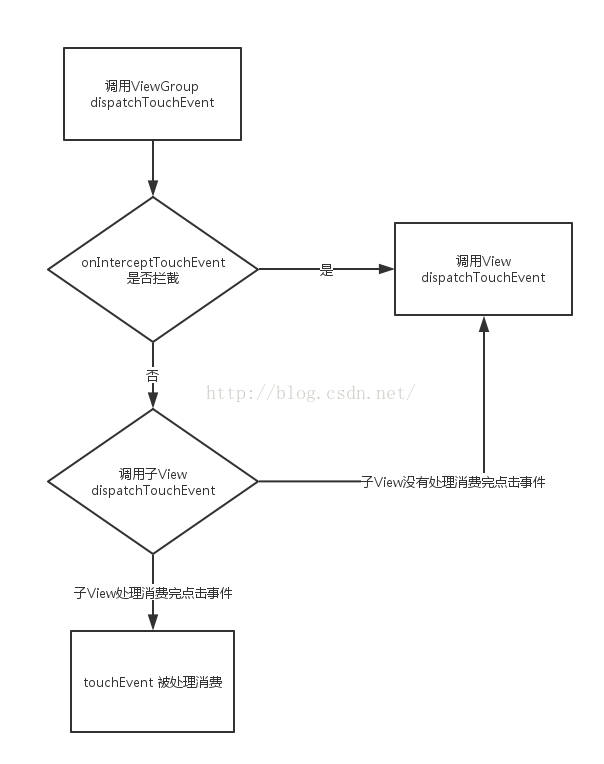 调用ViewGroup
dispatchTouchEvent
onInterceptTouchEvent
是否拦截
是
调用View
dispatchTouchEvent
否
http://blog.csdn.net/
调用子View
dispatchTouchEvent
子View没有处理消费完点击事件
子View处理消费完点击事件
touchEvent 被处理消费